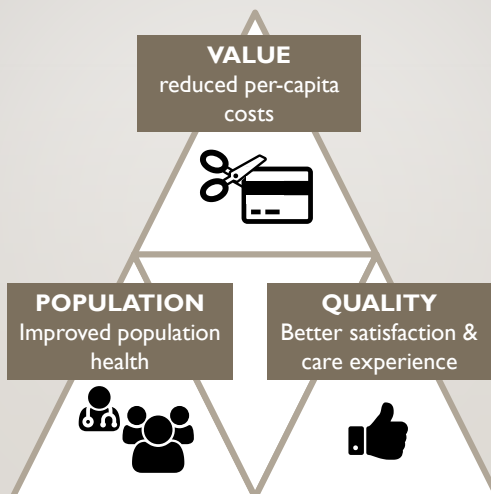 VALUE
reduced per-capita
costs
POPULATION
Improved population
health
QUALITY
Better satisfaction &
care experience